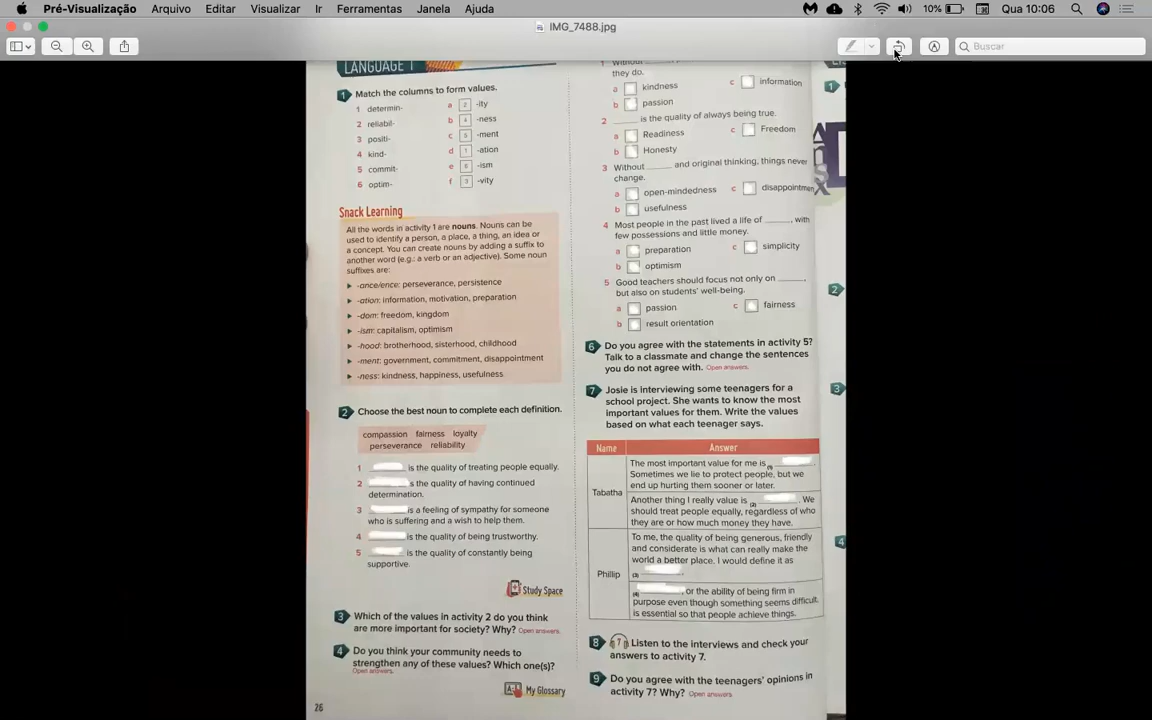 Pré-Visualização Arquivo Editar Visualizar Ir Ferramentas Janela Ajuda 10% Qua 10:06
IMG_7488.jpg
Buscar
LANGUAGE 1
1 Match the columns to form values.
1 determin- a 2 -ity
2 reliabil- b 4 -ness
3 positi- c 5 -ment
4 kind- d 1 -ation
5 commit- e 6 -ism
6 optim- f 3 -vity
Snack Learning
All the words in activity 1 are nouns. Nouns can be
used to identify a person, a place, a thing, an idea or
a concept. You can create nouns by adding a suffix to
another word (e.g.: a verb or an adjective). Some noun
suffixes are:
-ance/ence: perseverance, persistence
-ation: information, motivation, preparation
-dom: freedom, kingdom
-ism: capitalism, optimism
-hood: brotherhood, sisterhood, childhood
-ment: government, commitment, disappointment
-ness: kindness, happiness, usefulness
2 Choose the best noun to complete each definition.
compassion fairness loyalty
perseverance reliability
1 is the quality of treating people equally.
2 s the quality of having continued
determination.
3 is a feeling of sympathy for someone
who is suffering and a wish to help them.
4 is the quality of being trustworthy.
5 is the quality of constantly being
supportive.
Study Space
3 Which of the values in activity 2 do you think
are more important for society? Why? Open answers.
4 Do you think your community needs to
strengthen any of these values? Which one(s)?
Open answers.
My Glossary
26
1 Without
they do.
a kindness c information
b passion
2 _____ is the quality of always being true.
a Readiness c Freedom
b Honesty
3 Without _____ and original thinking, things never
change.
a open-mindedness c disappointmen
b usefulness
4 Most people in the past lived a life of _____, with
few possessions and little money.
a preparation c simplicity
b optimism
5 Good teachers should focus not only on _____,
but also on students' well-being.
a passion c fairness
b result orientation
6 Do you agree with the statements in activity 5?
Talk to a classmate and change the sentences
you do not agree with. Open answers.
7 Josie is interviewing some teenagers for a
school project. She wants to know the most
important values for them. Write the values
based on what each teenager says.
Name Answer
Tabatha
The most important value for me is (1) .
Sometimes we lie to protect people, but we
end up hurting them sooner or later.
Another thing I really value is (2) . We
should treat people equally, regardless of who
they are or how much money they have.
Phillip
To me, the quality of being generous, friendly
and considerate is what can really make the
world a better place. I would define it as
(3) .
(4) , or the ability of being firm in
purpose even though something seems difficult,
is essential so that people achieve things.
8 7 Listen to the interviews and check your
answers to activity 7.
9 Do you agree with the teenagers' opinions in
activity 7? Why? Open answers
1
2
3
4